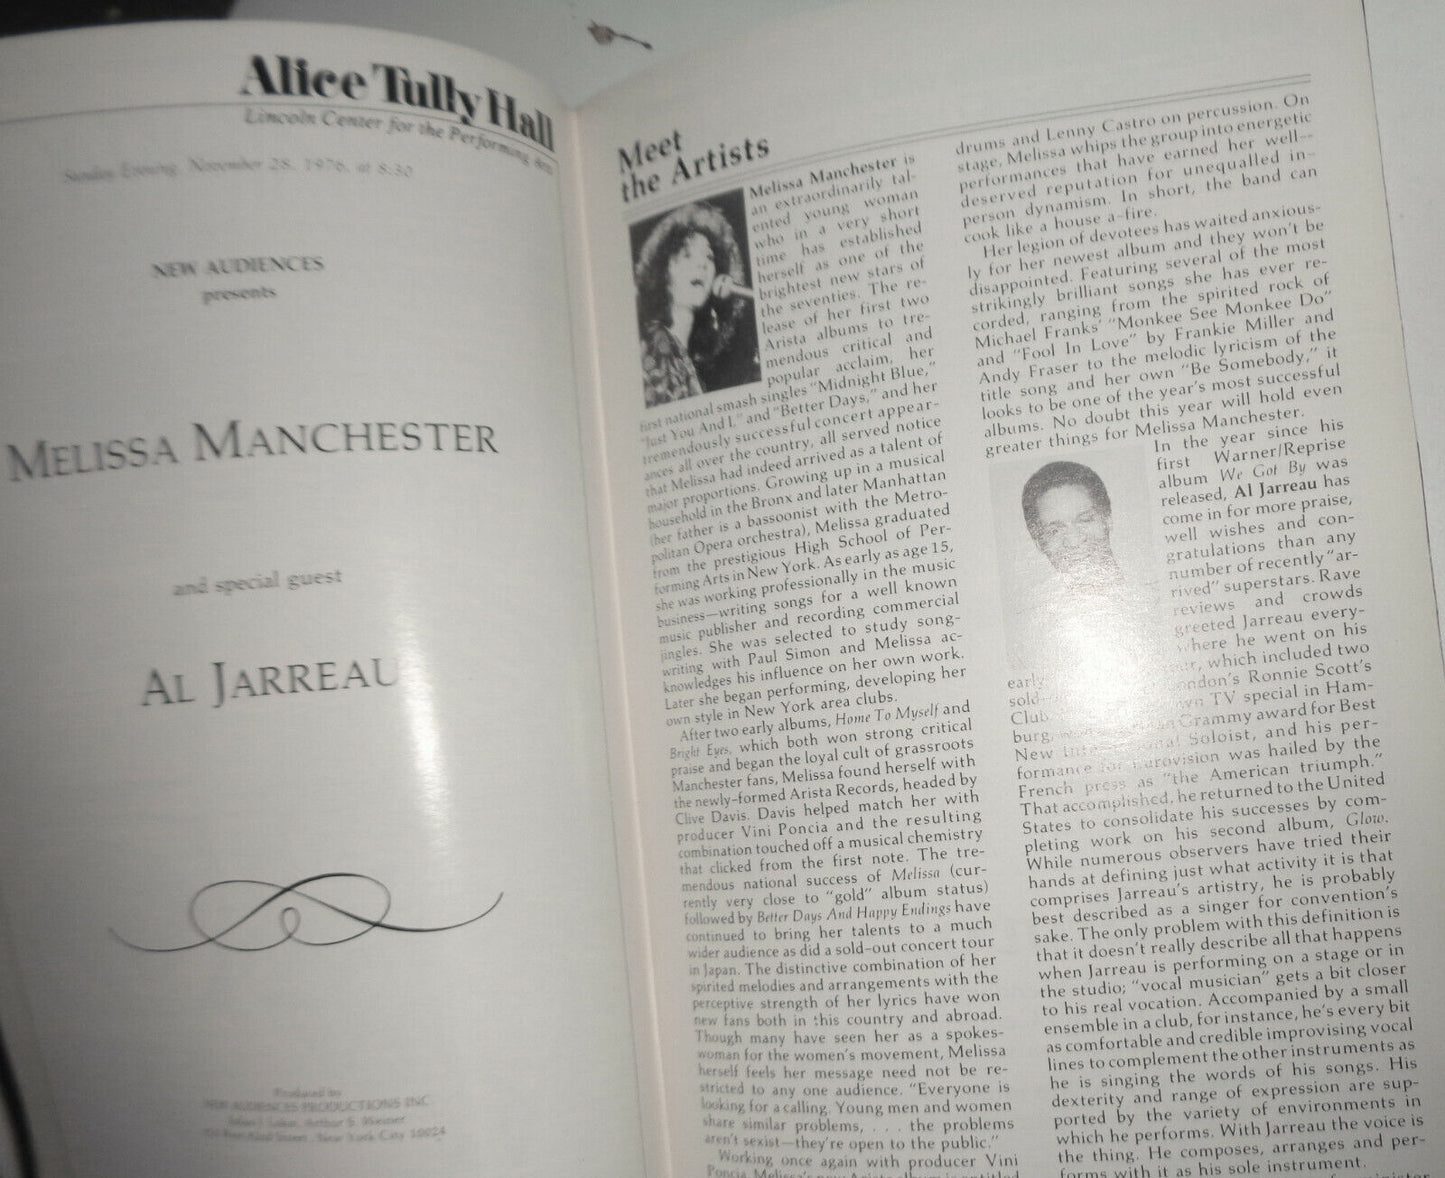 Alice Tully Hall
Lincoln Center for the Performing Arts
Sunday Evening, November 28, 1976, at 8:30
NEW AUDIENCES
presents
MELISSA MANCHESTER
and special guest
AL JARREAU
Produced by
NEW AUDIENCES PRODUCTIONS INC.
Arthur E. Weiner
New York City 10024
Meet
the Artists
Melissa Manchester is
an extraordinarily tal-
ented young woman
who in a very short
time has established
herself as one of the
brightest new stars of
the seventies. The re-
lease of her first two
Arista albums to tre-
mendous critical and
popular acclaim, her
first national smash singles "Midnight Blue,"
"Just You And I," and "Better Days," and her
tremendously successful concert appear-
ances all over the country, all served notice
that Melissa had indeed arrived as a talent of
major proportions. Growing up in a musical
household in the Bronx and later Manhattan
(her father is a bassoonist with the Metro-
politan Opera orchestra), Melissa graduated
from the prestigious High School of Per-
forming Arts in New York. As early as age 15,
she was working professionally in the music
business—writing songs for a well known
music publisher and recording commercial
jingles. She was selected to study song-
writing with Paul Simon and Melissa ac-
knowledges his influence on her own work.
Later she began performing, developing her
own style in New York area clubs.
After two early albums, Home To Myself and
Bright Eyes, which both won strong critical
praise and began the loyal cult of grassroots
Manchester fans, Melissa found herself with
the newly-formed Arista Records, headed by
Clive Davis. Davis helped match her with
producer Vini Poncia and the resulting
combination touched off a musical chemistry
that clicked from the first note. The tre-
mendous national success of Melissa (cur-
rently very close to "gold" album status)
followed by Better Days And Happy Endings have
continued to bring her talents to a much
wider audience as did a sold-out concert tour
in Japan. The distinctive combination of her
spirited melodies and arrangements with the
perceptive strength of her lyrics have won
new fans both in this country and abroad.
Though many have seen her as a spokes-
woman for the women's movement, Melissa
herself feels her message need not be re-
stricted to any one audience. "Everyone is
looking for a calling. Young men and women
share similar problems, . . . the problems
aren't sexist—they're open to the public."
Working once again with producer Vini
Poncia, Melissa's new Arista album is entitled
drums and Lenny Castro on percussion. On
stage, Melissa whips the group into energetic
performances that have earned her well-
deserved reputation for unequalled in-
person dynamism. In short, the band can
cook like a house a-fire.
Her legion of devotees has waited anxious-
ly for her newest album and they won't be
disappointed. Featuring several of the most
strikingly brilliant songs she has ever re-
corded, ranging from the spirited rock of
Michael Franks' "Monkee See Monkee Do"
and "Fool In Love" by Frankie Miller and
Andy Fraser to the melodic lyricism of the
title song and her own "Be Somebody," it
looks to be one of the year's most successful
albums. No doubt this year will hold even
greater things for Melissa Manchester.
In the year since his
first Warner/Reprise
album We Got By was
released, Al Jarreau has
come in for more praise,
well wishes and con-
gratulations than any
number of recently "ar-
rived" superstars. Rave
reviews and crowds
greeted Jarreau every-
where he went on his
early which included two
sold- London's Ronnie Scott's
Club, own TV special in Ham-
burg, Grammy award for Best
New Soloist, and his per-
formance for Eurovision was hailed by the
French press as "the American triumph."
That accomplished, he returned to the United
States to consolidate his successes by com-
pleting work on his second album, Glow.
While numerous observers have tried their
hands at defining just what activity it is that
comprises Jarreau's artistry, he is probably
best described as a singer for convention's
sake. The only problem with this definition is
that it doesn't really describe all that happens
when Jarreau is performing on a stage or in
the studio; "vocal musician" gets a bit closer
to his real vocation. Accompanied by a small
ensemble in a club, for instance, he's every bit
as comfortable and credible improvising vocal
lines to complement the other instruments as
he is singing the words of his songs. His
dexterity and range of expression are sup-
ported by the variety of environments in
which he performs. With Jarreau the voice is
the thing. He composes, arranges and per-
forms with it as his sole instrument.